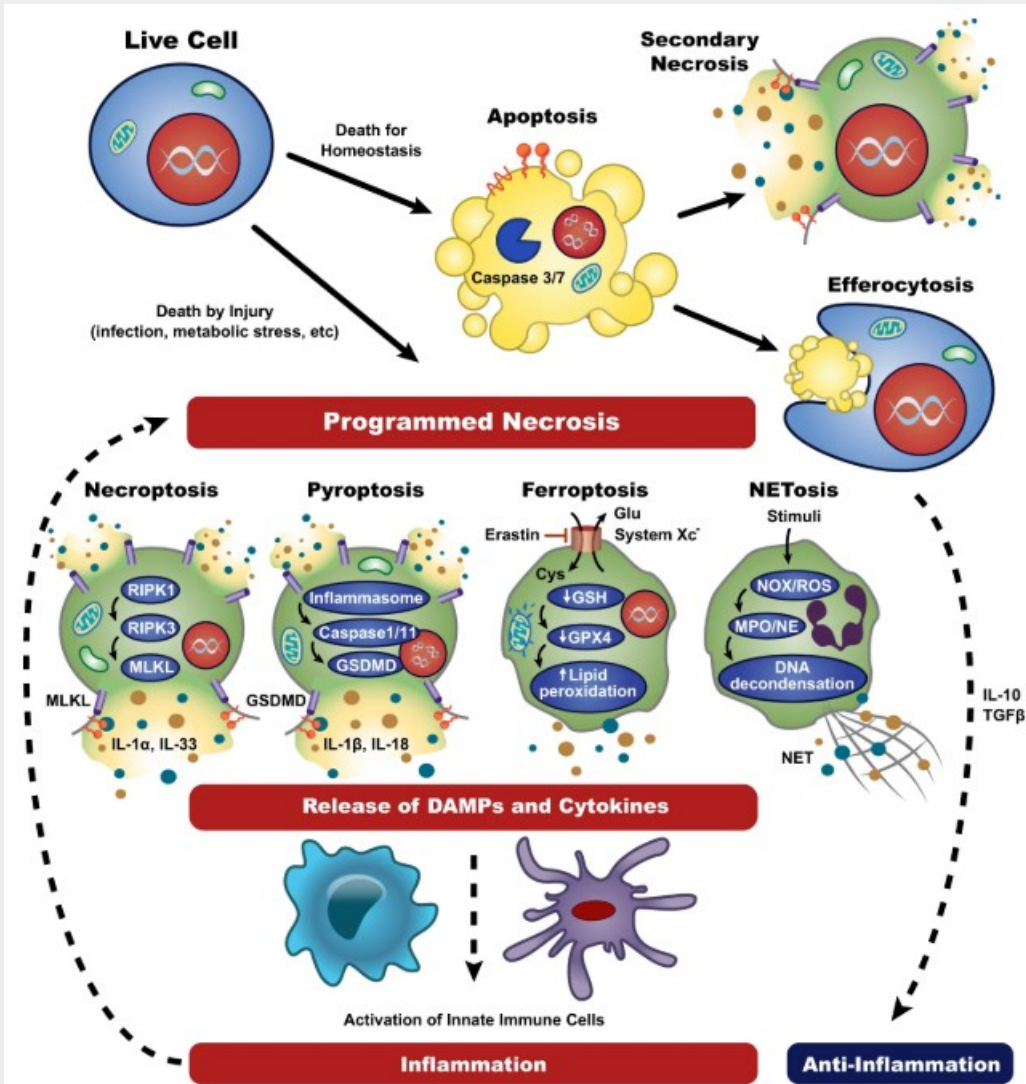 Live Cell
Secondary
Necrosis
Death for
Homeostasis
Apoptosis
Caspase 3/7
Death by Injury
(infection, metabolic stress, etc)
Efferocytosis
Programmed Necrosis
Necroptosis
RIPK1
RIPK3
MLKL
MLKL
IL-1α, IL-33
Pyroptosis
Inflammasome
Caspase1/11
GSDMD
GSDMD
IL-1β, IL-18
Ferroptosis
Glu
Erastin
System Xc⁻
Cys
↓GSH
↓GPX4
↑Lipid
peroxidation
NETosis
Stimuli
NOX/ROS
MPO/NE
DNA
decondensation
NET
IL-10
TGFβ
Release of DAMPs and Cytokines
Activation of Innate Immune Cells
Inflammation
Anti-Inflammation